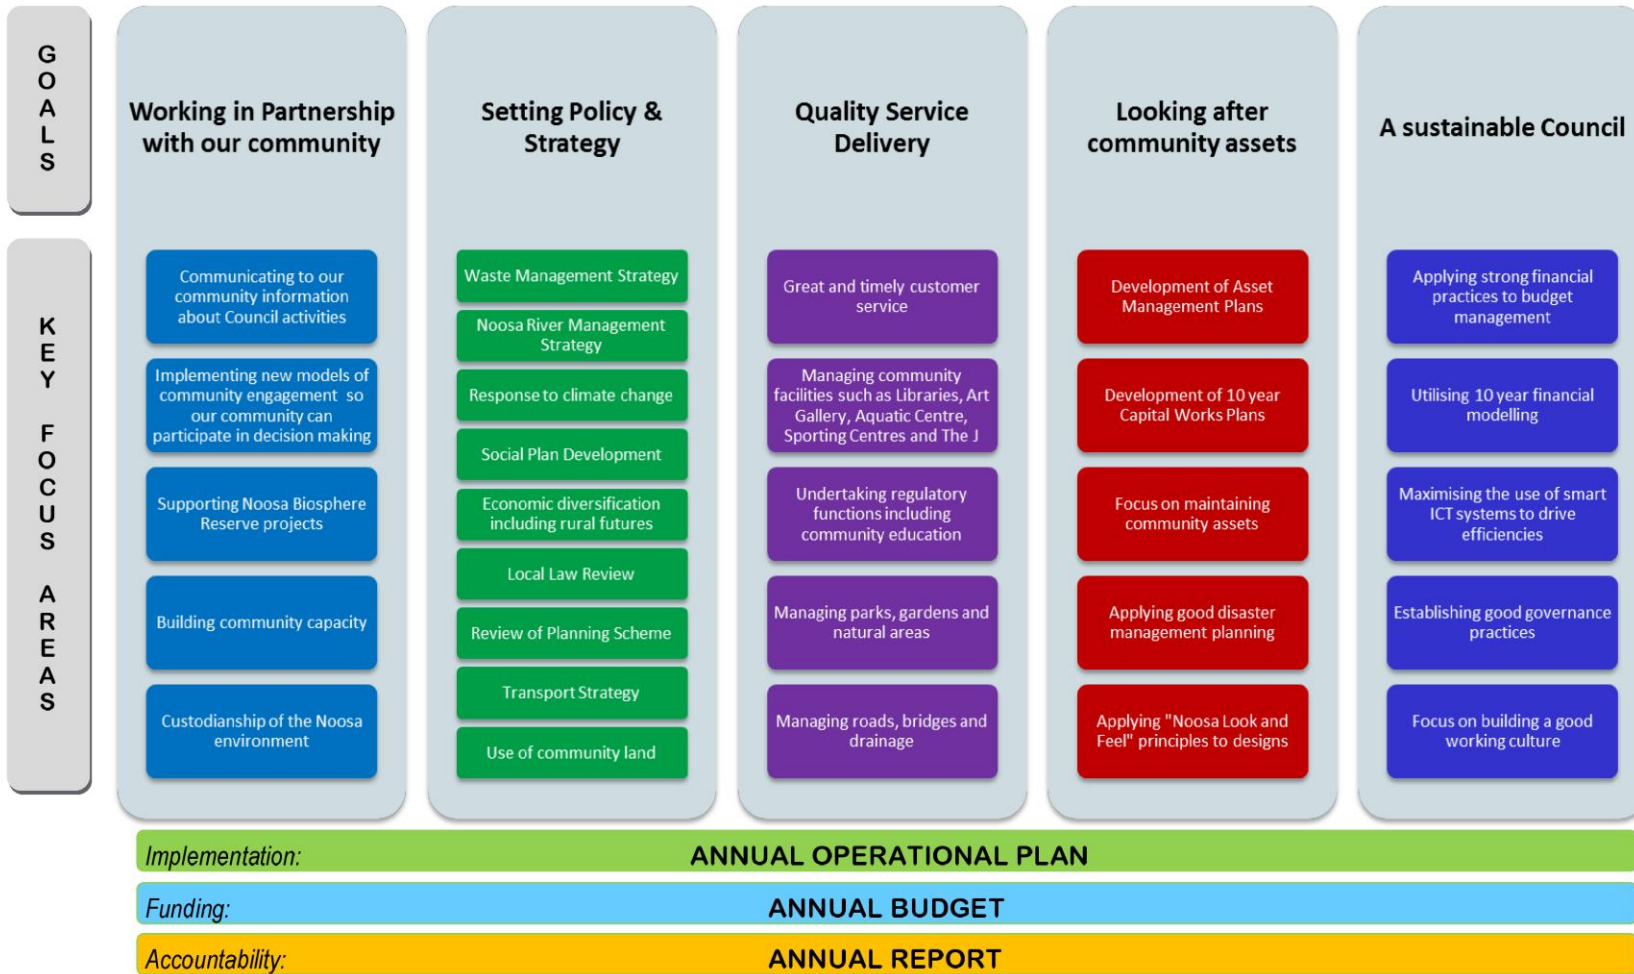 GOALS
Working in Partnership
with our community
Setting Policy &
Strategy
Quality Service
Delivery
Looking after
community assets
A sustainable Council
KEY FOCUS AREAS
Communicating to our
community information
about Council activities
Implementing new models of
community engagement so
our community can
participate in decision making
Supporting Noosa Biosphere
Reserve projects
Building community capacity
Custodianship of the Noosa
environment
Waste Management Strategy
Noosa River Management
Strategy
Response to climate change
Social Plan Development
Economic diversification
including rural futures
Local Law Review
Review of Planning Scheme
Transport Strategy
Use of community land
Great and timely customer
service
Managing community
facilities such as Libraries, Art
Gallery, Aquatic Centre,
Sporting Centres and The J
Undertaking regulatory
functions including
community education
Managing parks, gardens and
natural areas
Managing roads, bridges and
drainage
Development of Asset
Management Plans
Development of 10 year
Capital Works Plans
Focus on maintaining
community assets
Applying good disaster
management planning
Applying "Noosa Look and
Feel" principles to designs
Applying strong financial
practices to budget
management
Utilising 10 year financial
modelling
Maximising the use of smart
ICT systems to drive
efficiencies
Establishing good governance
practices
Focus on building a good
working culture
Implementation: ANNUAL OPERATIONAL PLAN
Funding: ANNUAL BUDGET
Accountability: ANNUAL REPORT